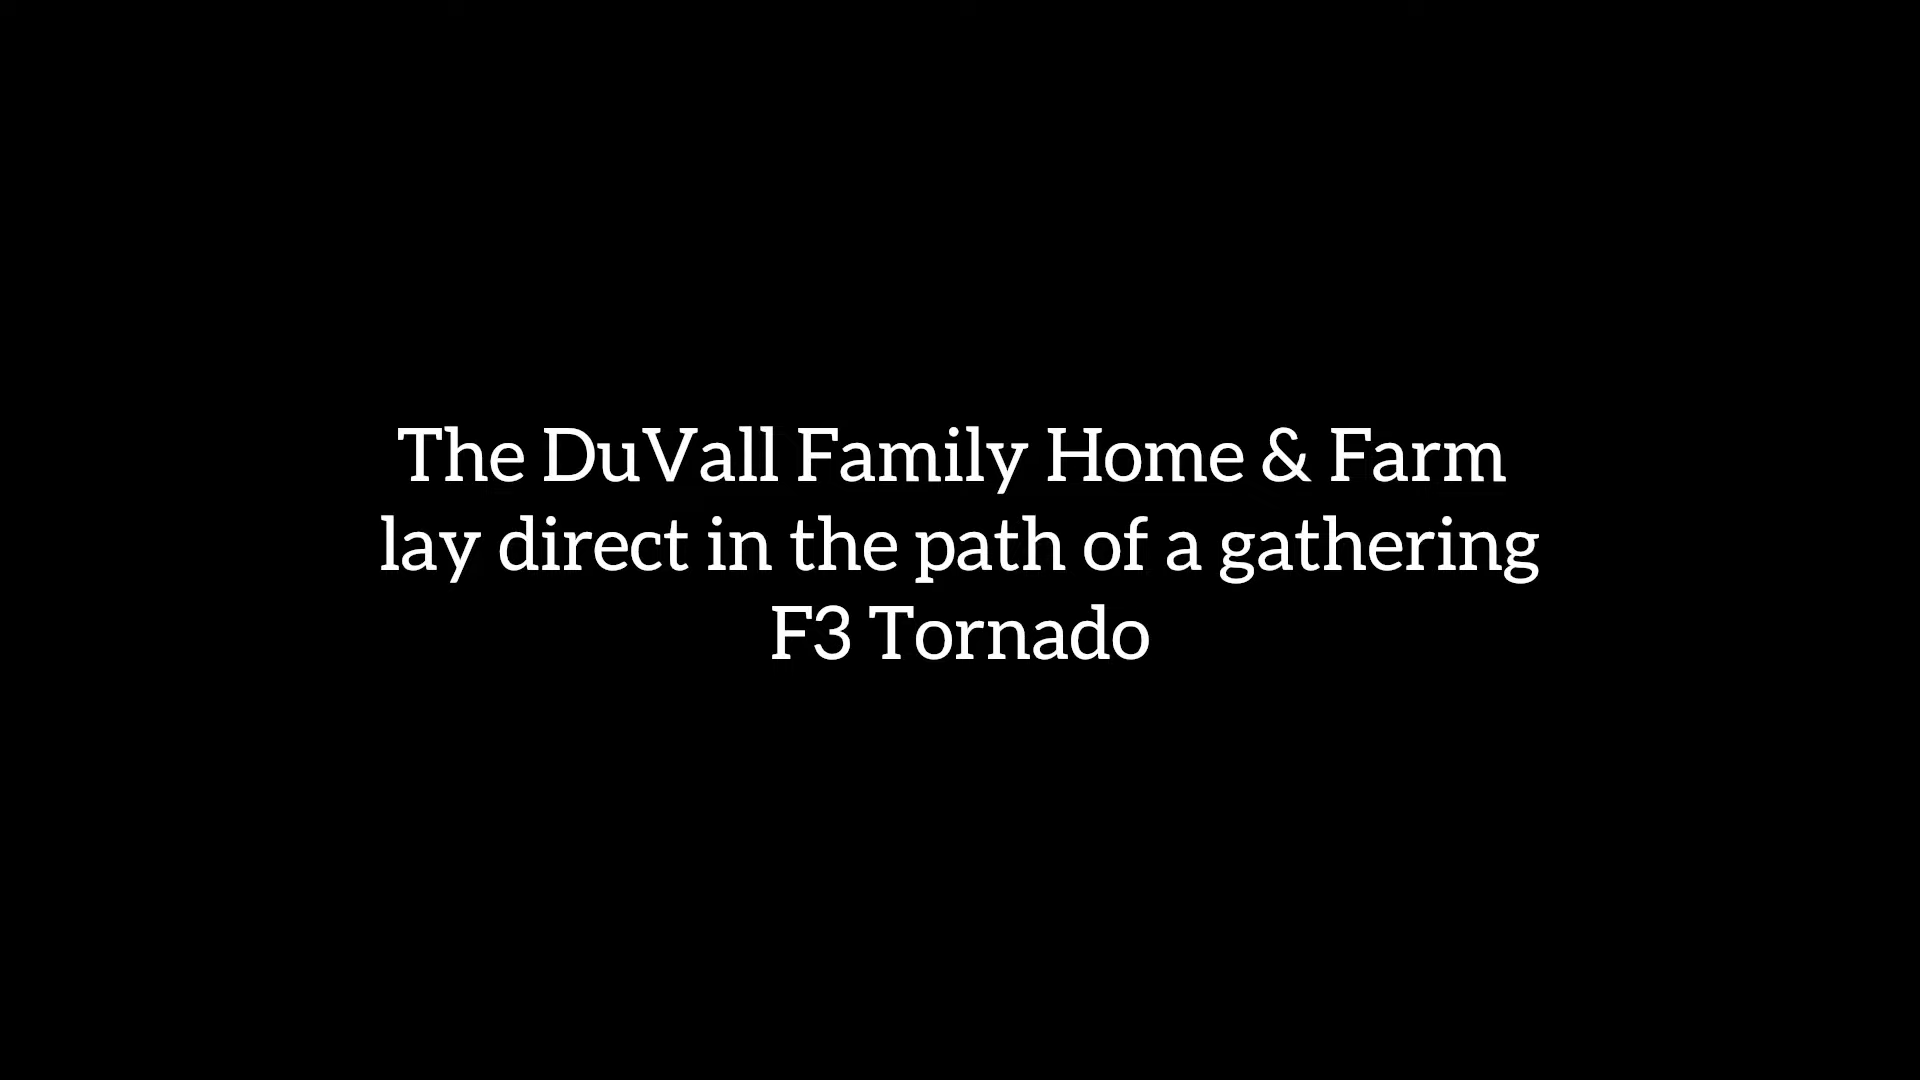 The DuVall Family Home & Farm
lay direct in the path of a gathering
F3 Tornado